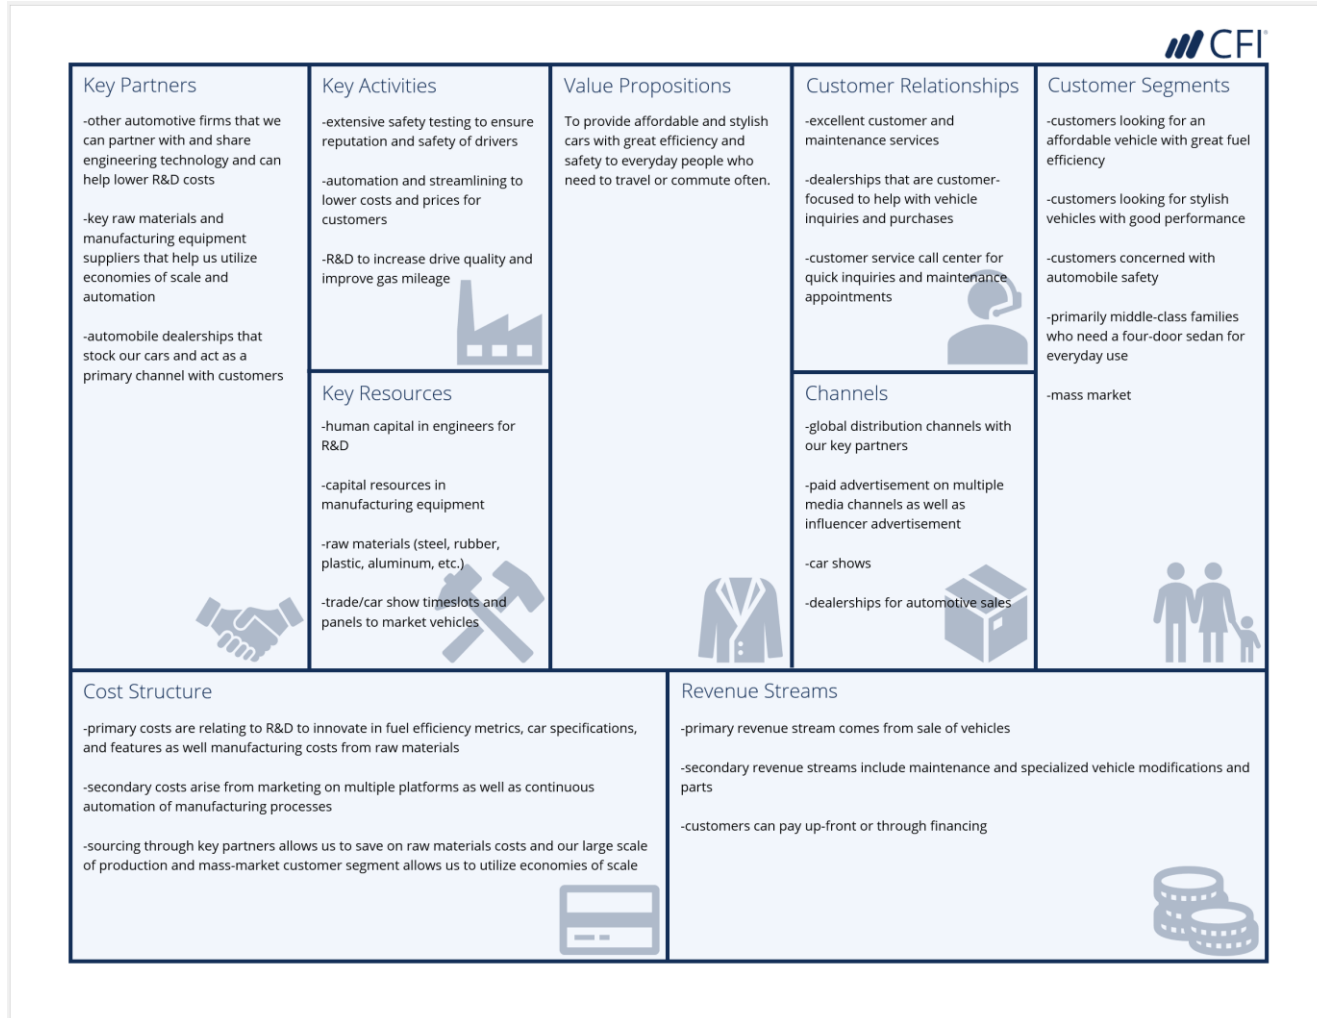 CFI
Key Partners
-other automotive firms that we
can partner with and share
engineering technology and can
help lower R&D costs
-key raw materials and
manufacturing equipment
suppliers that help us utilize
economies of scale and
automation
-automobile dealerships that
stock our cars and act as a
primary channel with customers
Key Activities
-extensive safety testing to ensure
reputation and safety of drivers
-automation and streamlining to
lower costs and prices for
customers
-R&D to increase drive quality and
improve gas mileage
Key Resources
-human capital in engineers for
R&D
-capital resources in
manufacturing equipment
-raw materials (steel, rubber,
plastic, aluminum, etc.)
-trade/car show timeslots and
panels to market vehicles
Value Propositions
To provide affordable and stylish
cars with great efficiency and
safety to everyday people who
need to travel or commute often.
Customer Relationships
-excellent customer and
maintenance services
-dealerships that are customer-
focused to help with vehicle
inquiries and purchases
-customer service call center for
quick inquiries and maintenance
appointments
Channels
-global distribution channels with
our key partners
-paid advertisement on multiple
media channels as well as
influencer advertisement
-car shows
-dealerships for automotive sales
Customer Segments
-customers looking for an
affordable vehicle with great fuel
efficiency
-customers looking for stylish
vehicles with good performance
-customers concerned with
automobile safety
-primarily middle-class families
who need a four-door sedan for
everyday use
-mass market
Cost Structure
-primary costs are relating to R&D to innovate in fuel efficiency metrics, car specifications,
and features as well manufacturing costs from raw materials
-secondary costs arise from marketing on multiple platforms as well as continuous
automation of manufacturing processes
-sourcing through key partners allows us to save on raw materials costs and our large scale
of production and mass-market customer segment allows us to utilize economies of scale
Revenue Streams
-primary revenue stream comes from sale of vehicles
-secondary revenue streams include maintenance and specialized vehicle modifications and
parts
-customers can pay up-front or through financing